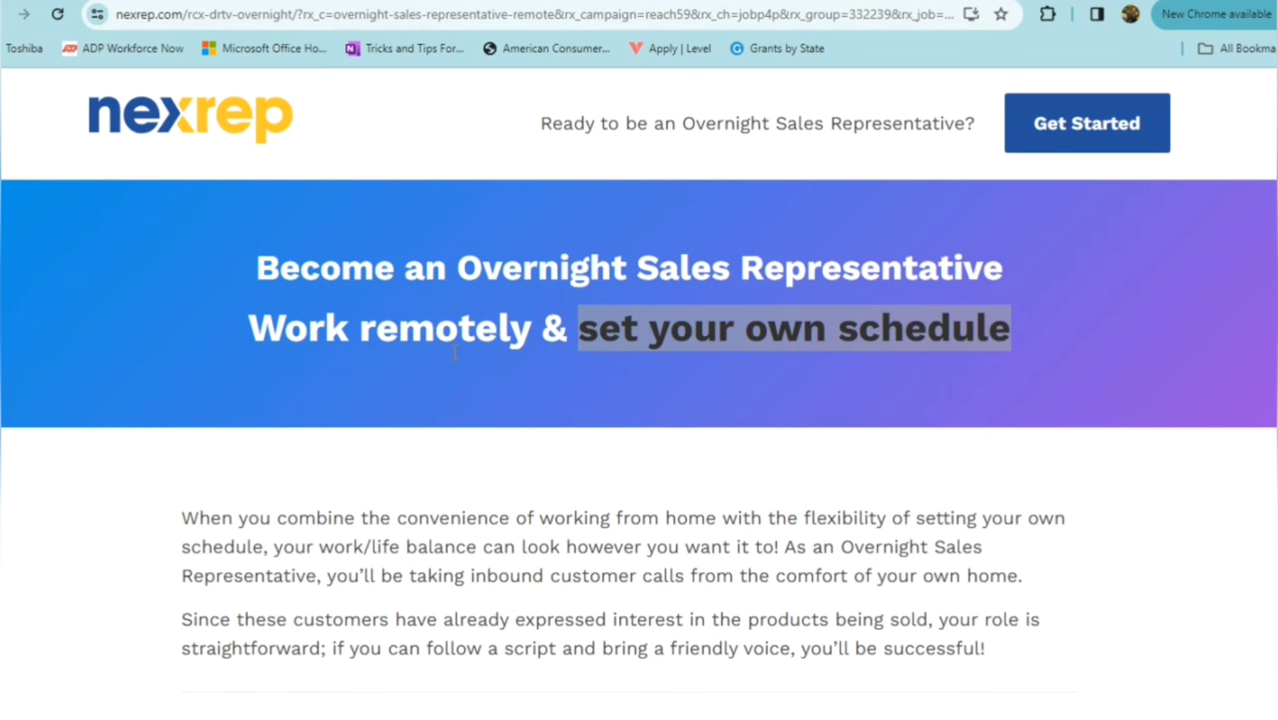 nexrep.com/rcx-drtv-overnight/?rx_c=overnight-sales-representative-remote&rx_campaign=reach59&rx_ch=jobp4p&rx_group=332239&rx_job=...
New Chrome available
Toshiba ADP Workforce Now Microsoft Office Ho... Tricks and Tips For... American Consumer... Apply | Level Grants by State All Bookma
nexrep
Ready to be an Overnight Sales Representative?
Get Started
Become an Overnight Sales Representative
Work remotely & set your own schedule
When you combine the convenience of working from home with the flexibility of setting your own
schedule, your work/life balance can look however you want it to! As an Overnight Sales
Representative, you’ll be taking inbound customer calls from the comfort of your own home.
Since these customers have already expressed interest in the products being sold, your role is
straightforward; if you can follow a script and bring a friendly voice, you’ll be successful!